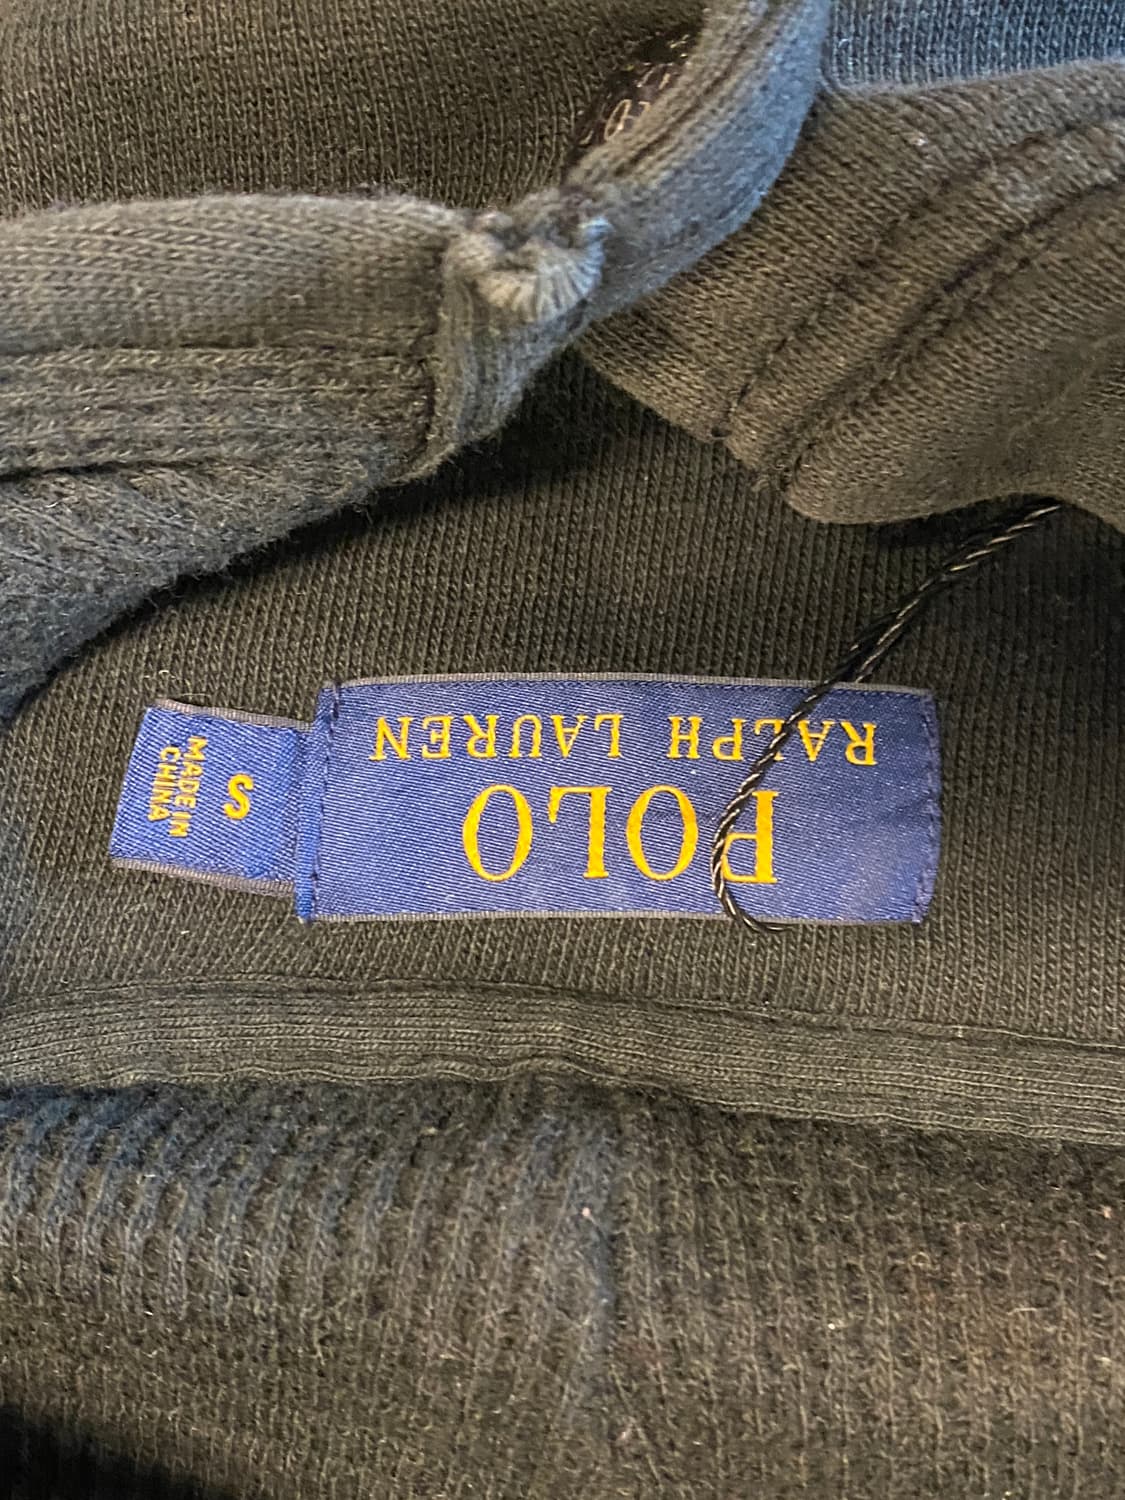 POLO
RALPH LAUREN
S
MADE IN
CHINA